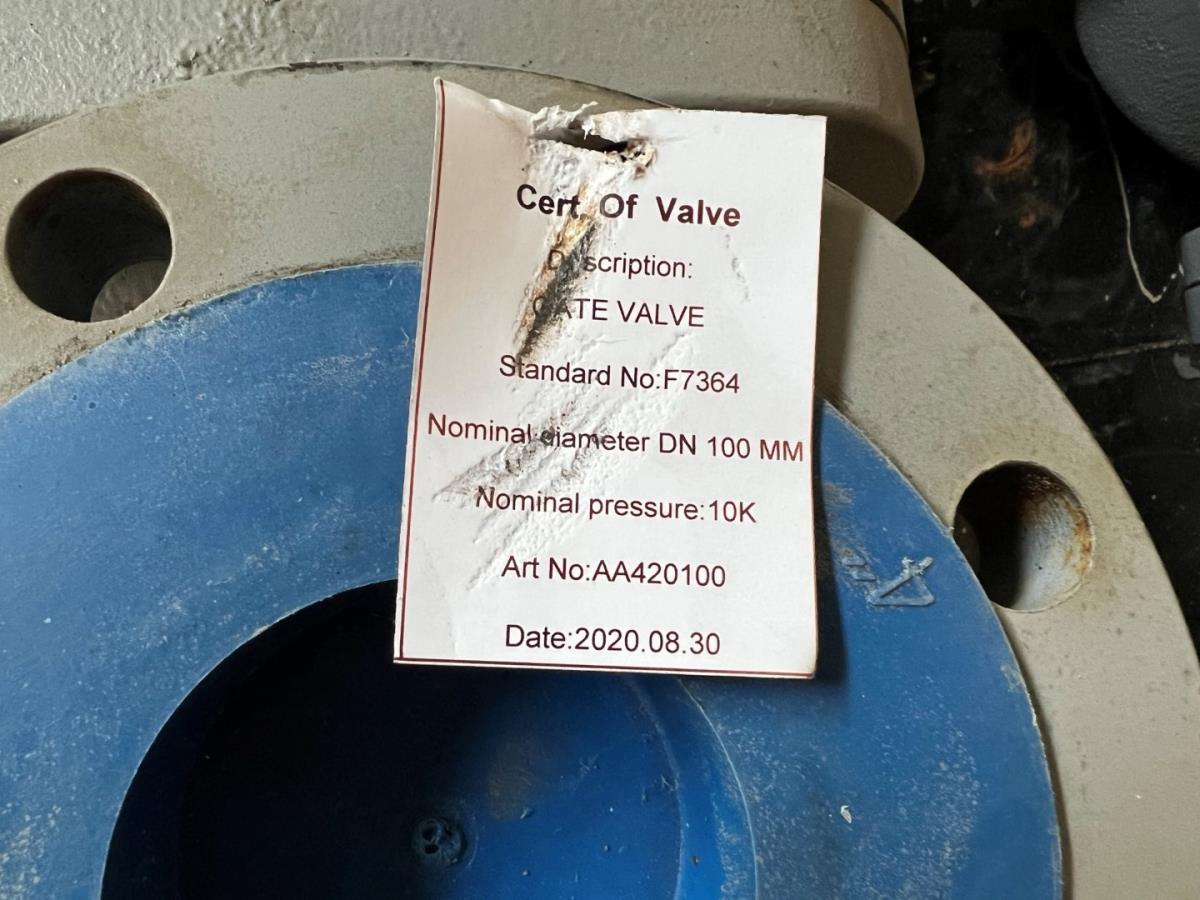 Cert. Of Valve
Description:
GATE VALVE
Standard No:F7364
Nominal diameter DN 100 MM
Nominal pressure:10K
Art No:AA420100
Date:2020.08.30